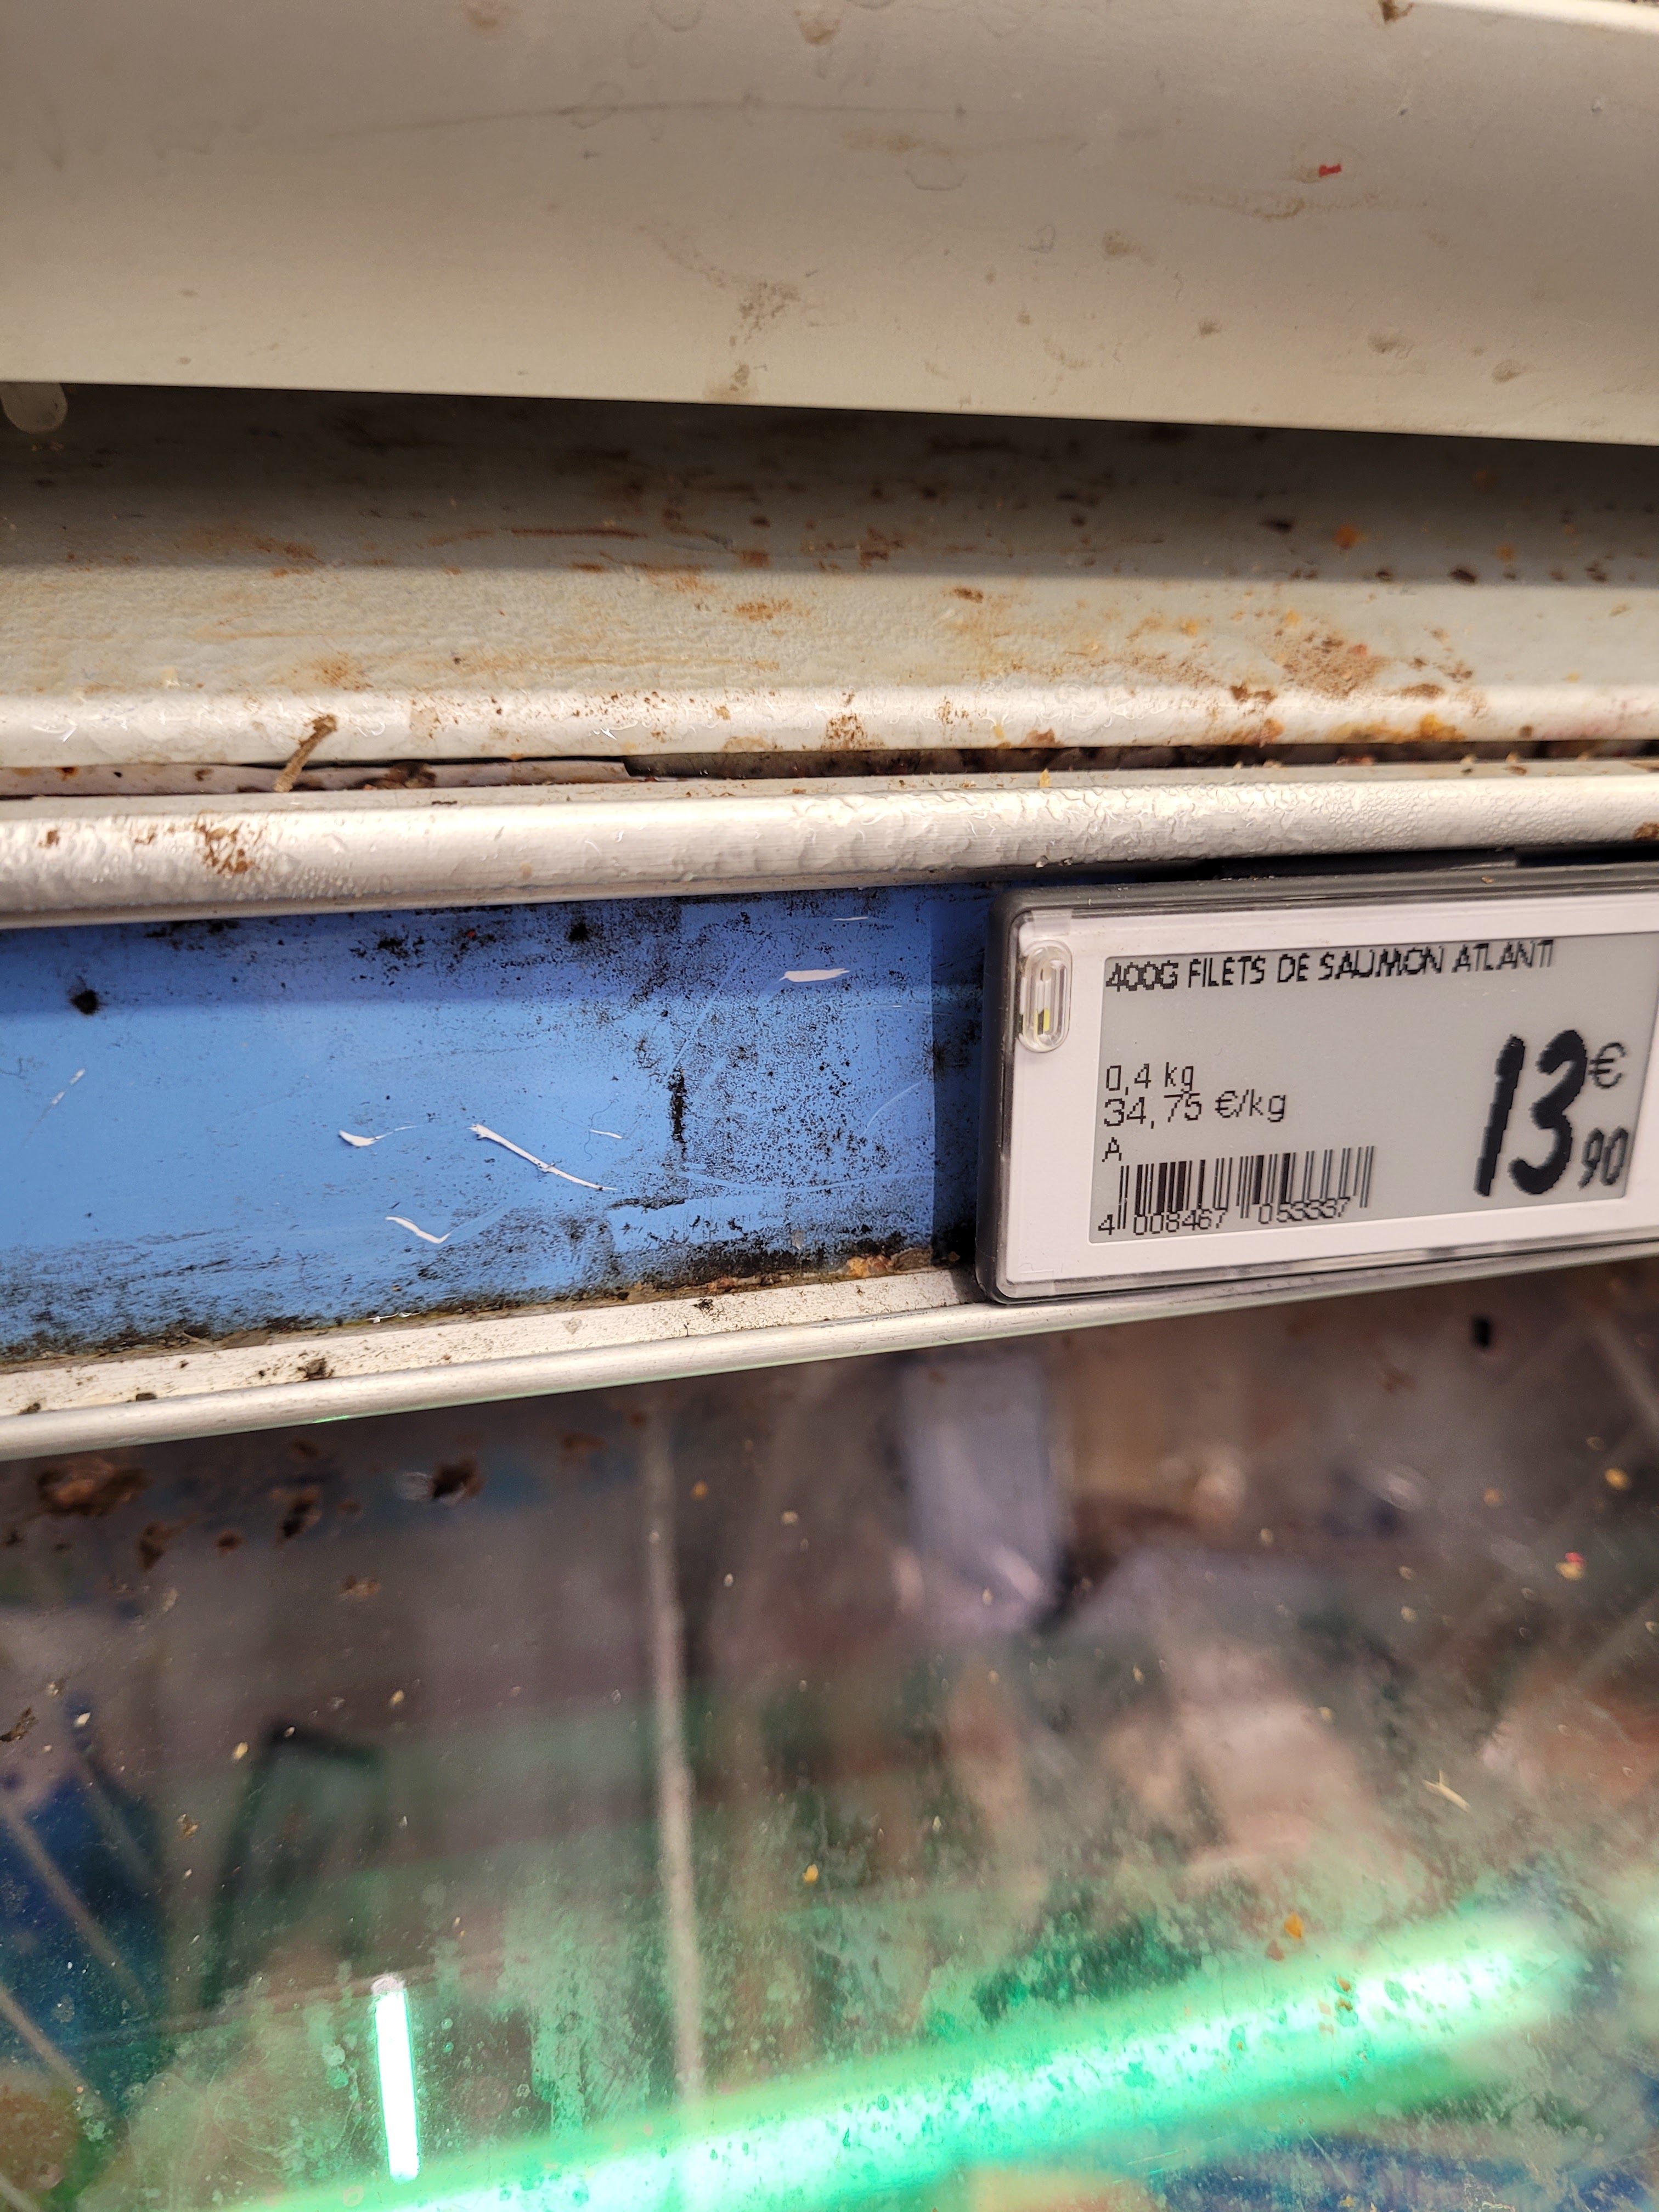 400G FILETS DE SAUMON ATLANTI
0,4 kg
34,75 €/kg
A
13€90
4 008467 053337